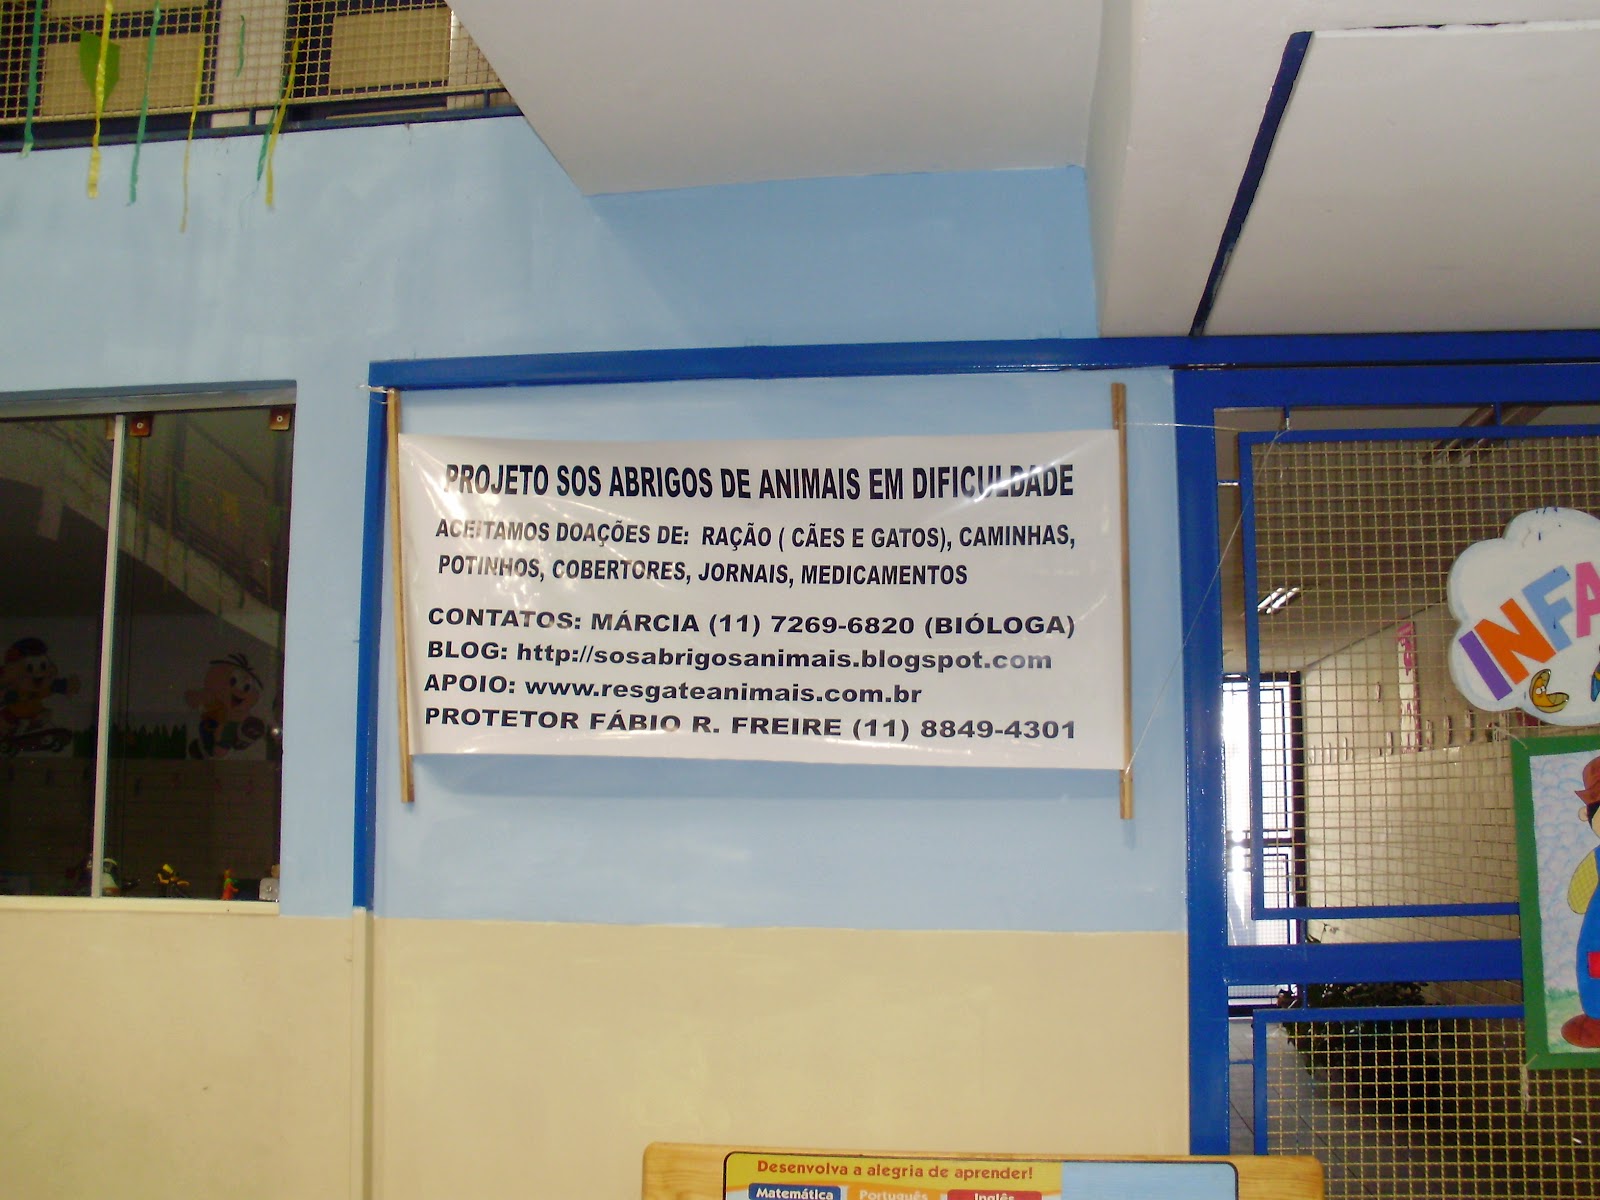 PROJETO SOS ABRIGOS DE ANIMAIS EM DIFICULDADE
ACEITAMOS DOAÇÕES DE: RAÇÃO ( CÃES E GATOS), CAMINHAS,
POTINHOS, COBERTORES, JORNAIS, MEDICAMENTOS
CONTATOS: MÁRCIA (11) 7269-6820 (BIÓLOGA)
BLOG: http://sosabrigosanimais.blogspot.com
APOIO: www.resgateanimais.com.br
PROTETOR FÁBIO R. FREIRE (11) 8849-4301
INFA
Desenvolva a alegria de aprender!
Matemática Português Inglês